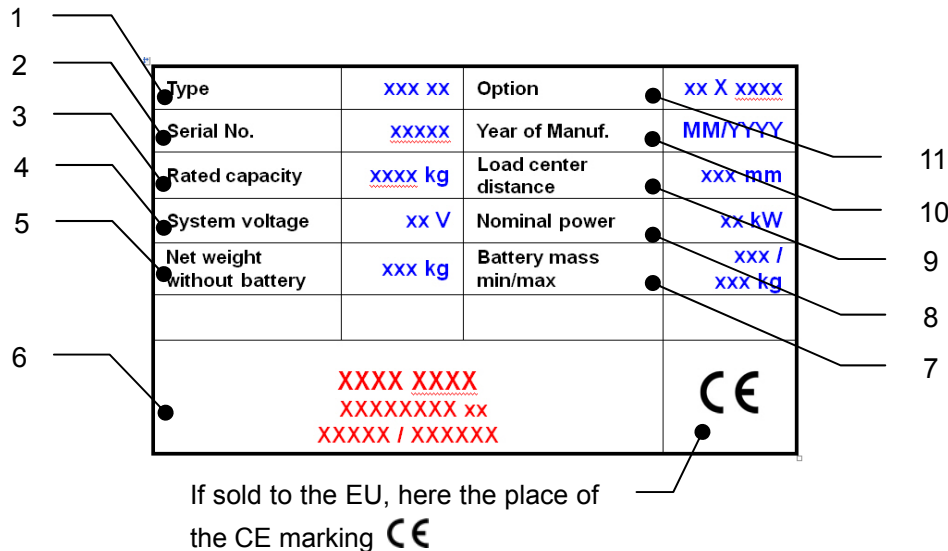 1
2
3
4
5
6
Type xxx xx Option xx X xxxx
Serial No. xxxxx Year of Manuf. MM/YYYY
Rated capacity xxxx kg Load center
distance xxx mm
System voltage xx V Nominal power xx kW
Net weight
without battery xxx kg Battery mass
min/max xxx /
xxx kg
XXXX XXXX
XXXXXXXX xx
XXXXX / XXXXXX
CE
11
10
9
8
7
If sold to the EU, here the place of
the CE marking CE